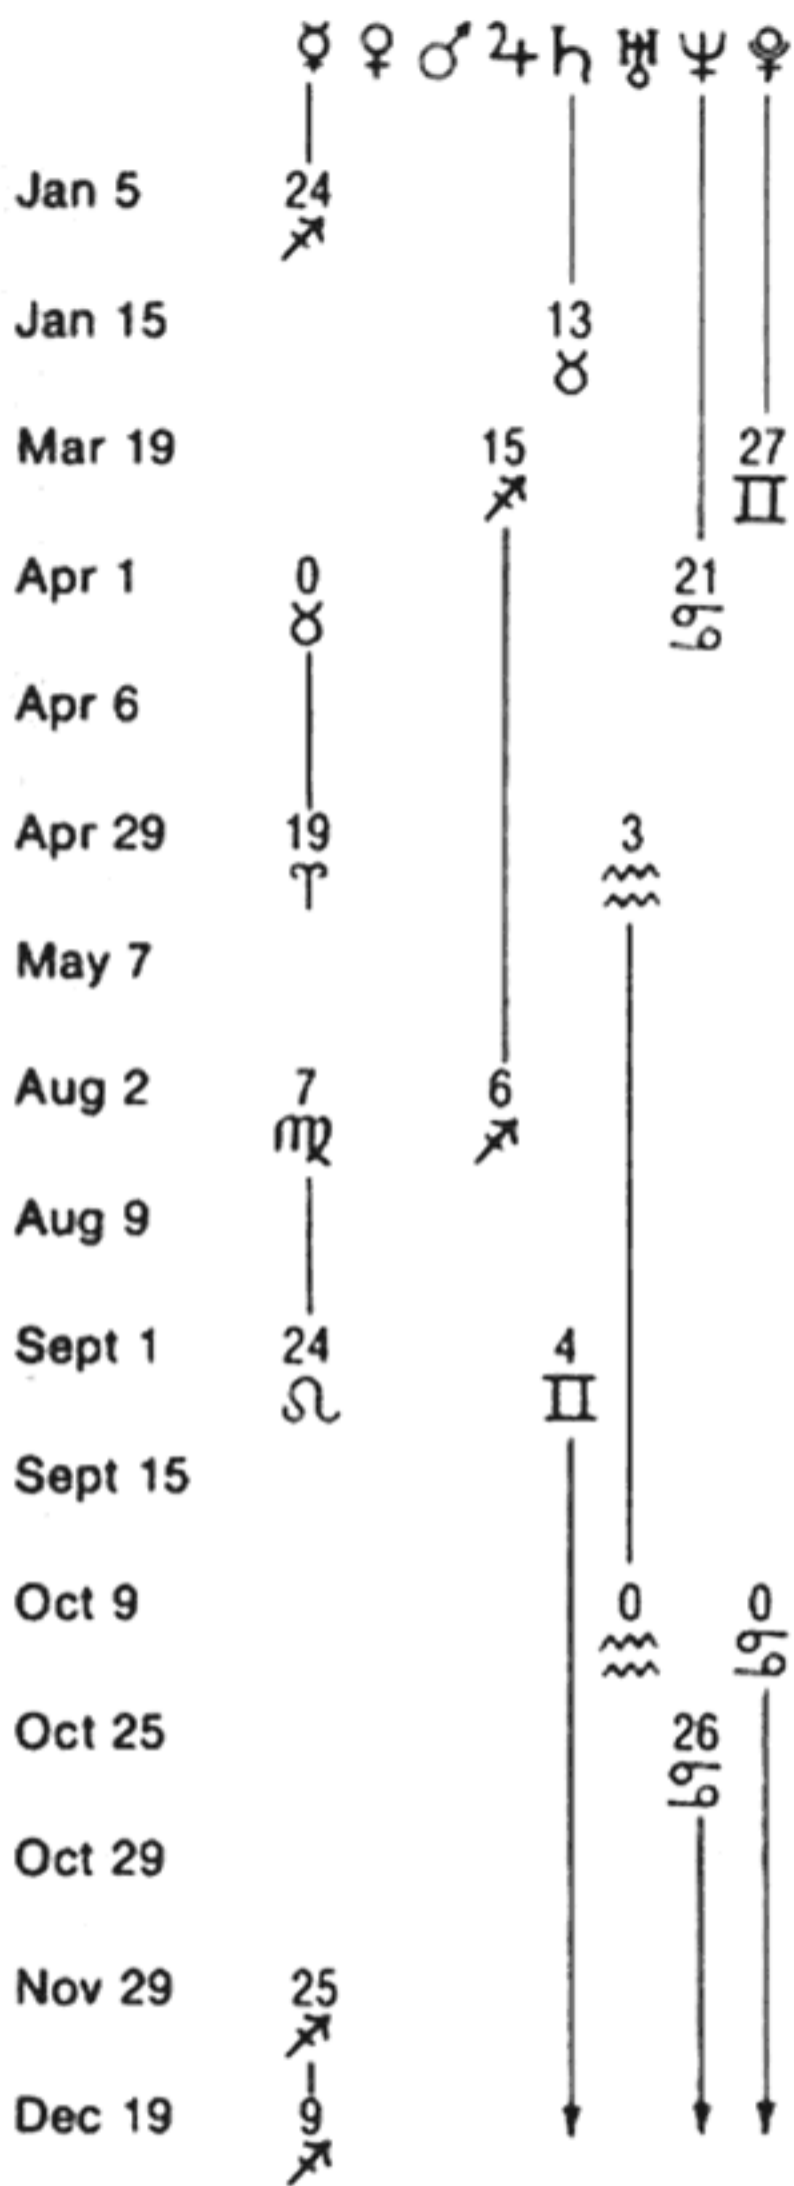 ☿ ♀ ♂ ♃ ♄ ♅ ♆ ♇
Jan 5 24
♐
Jan 15 13
♉
Mar 19 15 27
♐ ♊
Apr 1 0 21
♉ ♋
Apr 6
Apr 29 19 3
♈ ♒
May 7
Aug 2 7 6
♍ ♐
Aug 9
Sept 1 24 4
♌ ♊
Sept 15
Oct 9 0 0
♒ ♋
Oct 25 26
♋
Oct 29
Nov 29 25
♐
Dec 19 9
♐